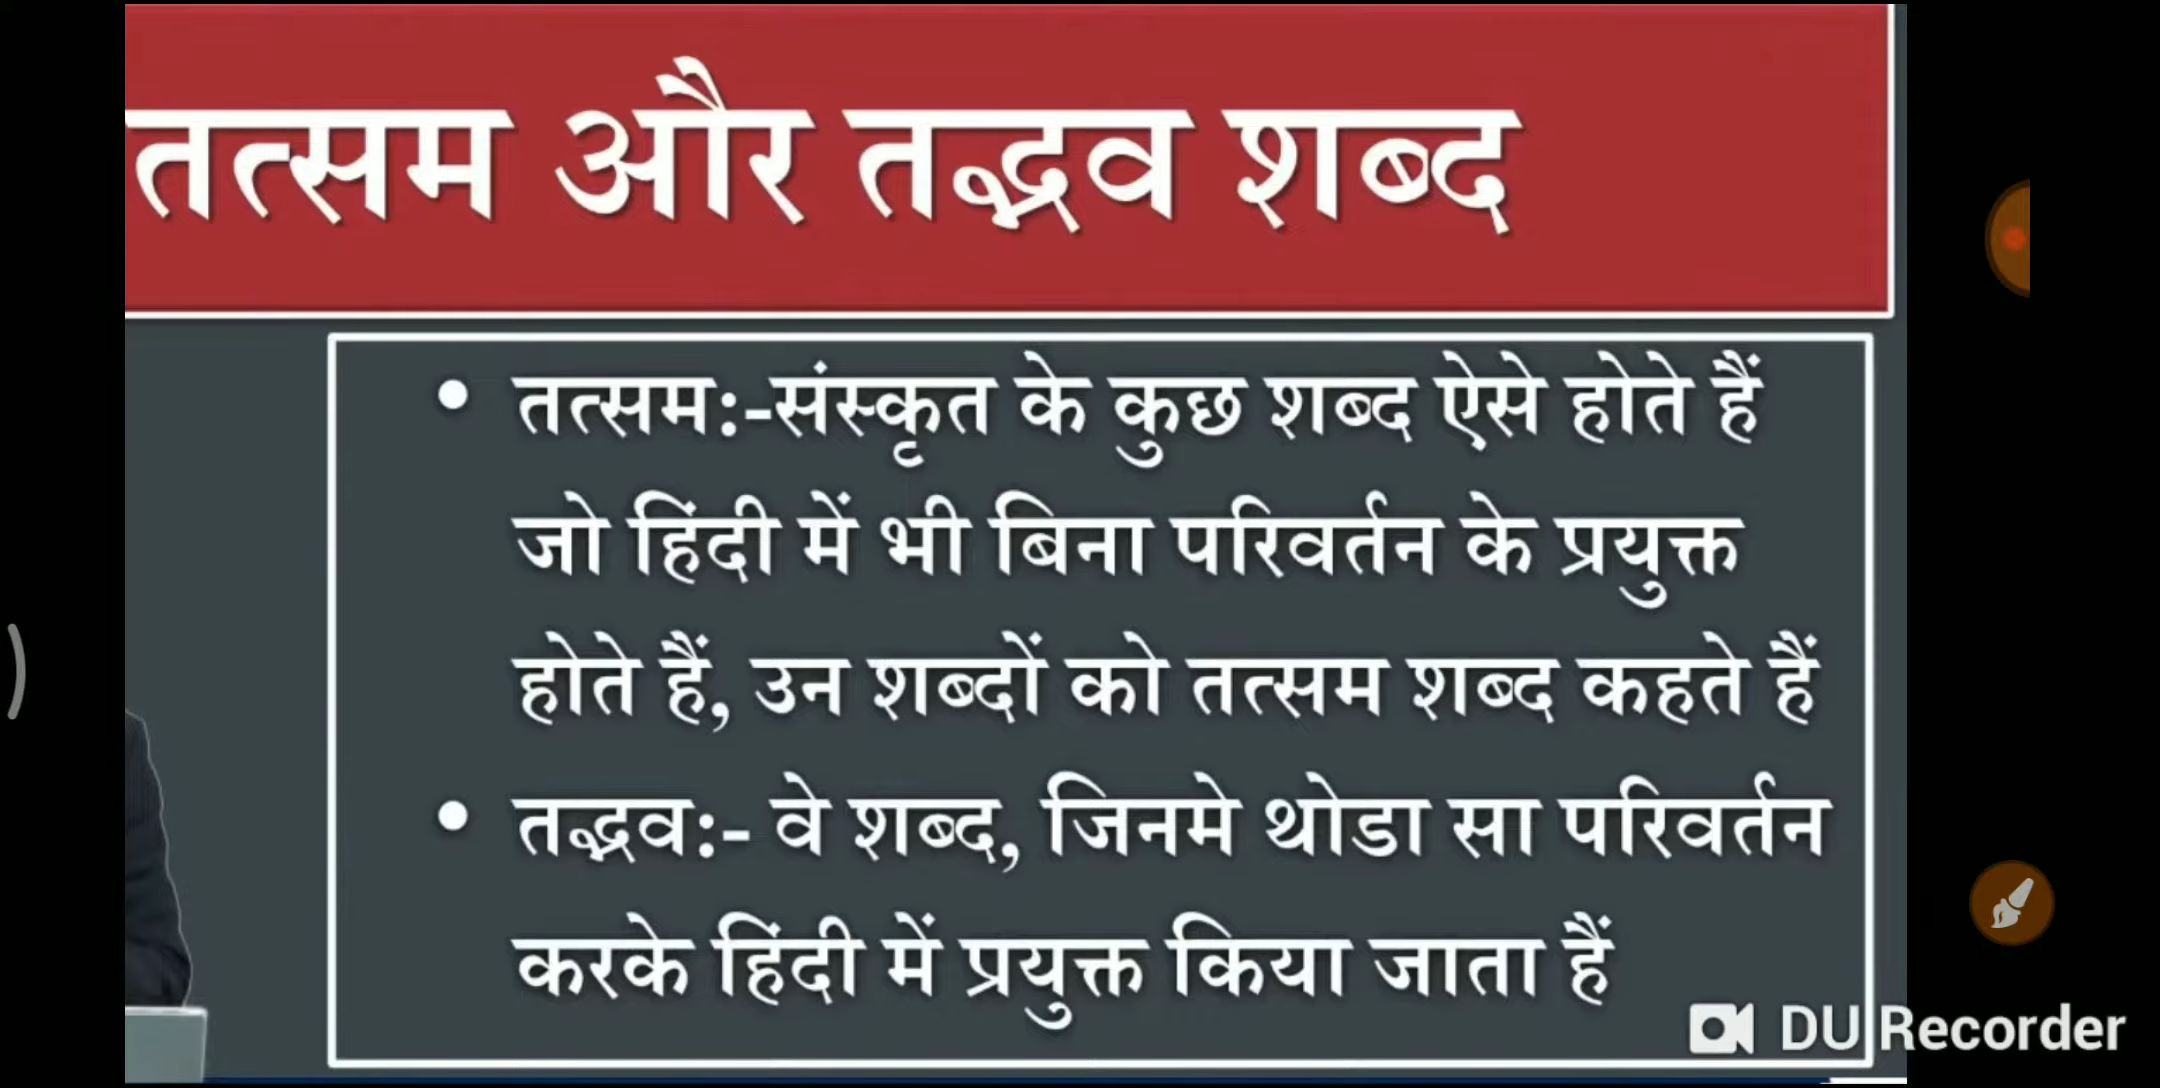 तत्सम और तद्भव शब्द
• तत्सम:-संस्कृत के कुछ शब्द ऐसे होते हैं
जो हिंदी में भी बिना परिवर्तन के प्रयुक्त
होते हैं, उन शब्दों को तत्सम शब्द कहते हैं
• तद्भव:- वे शब्द, जिनमे थोडा सा परिवर्तन
करके हिंदी में प्रयुक्त किया जाता हैं
DU Recorder